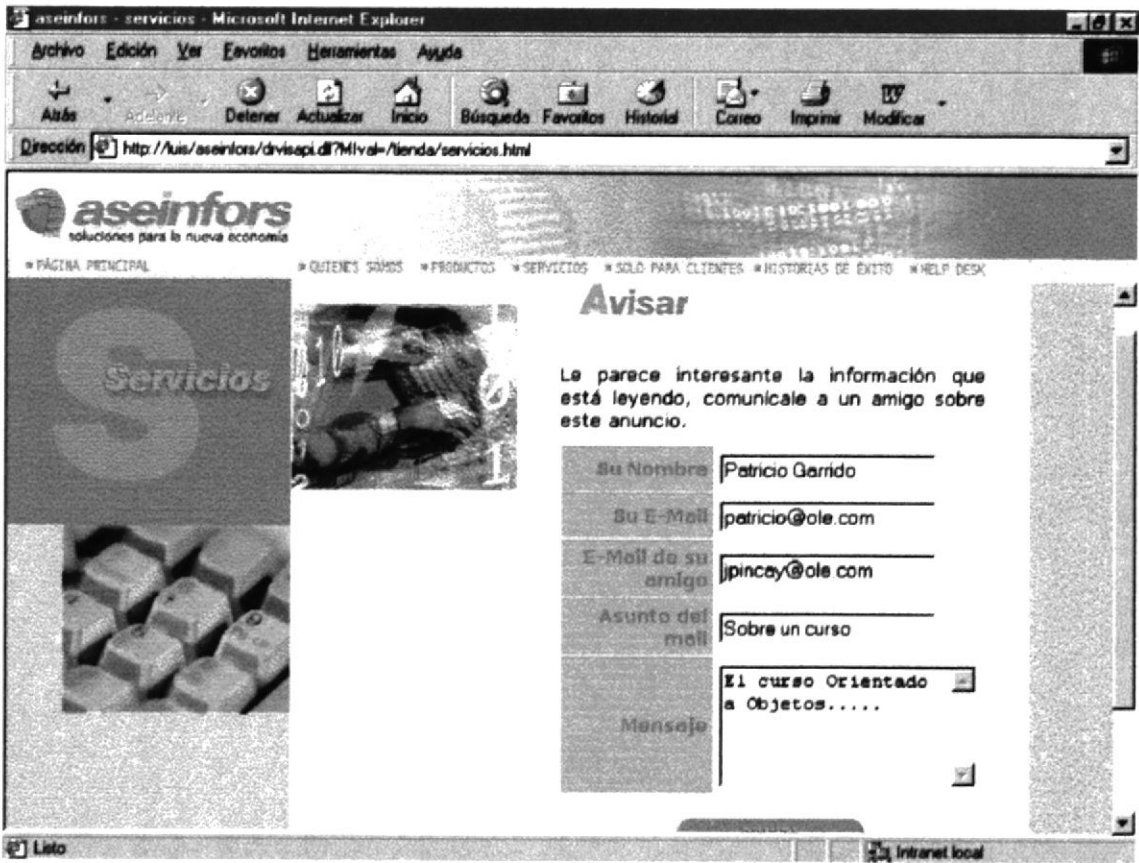 aseinfors - servicios - Microsoft Internet Explorer
Archivo Edición Ver Favoritos Herramientas Ayuda
Atrás Adelante Detener Actualizar Inicio Búsqueda Favoritos Historial Correo Imprimir Modificar
Dirección http://luis/aseinfors/drvisapi.dll?MIval=/tienda/servicios.html
aseinfors
soluciones para la nueva economía
PÁGINA PRINCIPAL QUIENES SOMOS PRODUCTOS SERVICIOS SOLO PARA CLIENTES HISTORIAS DE ÉXITO HELP DESK
Avisar
Servicios
Le parece interesante la información que
está leyendo, comunicale a un amigo sobre
este anuncio.
Su Nombre Patricio Garrido
Su E-Mail patricio@ole.com
E-Mail de su
amigo jpincay@ole.com
Asunto del
mail Sobre un curso
Mensaje El curso Orientado
a Objetos.....
Listo Intranet local